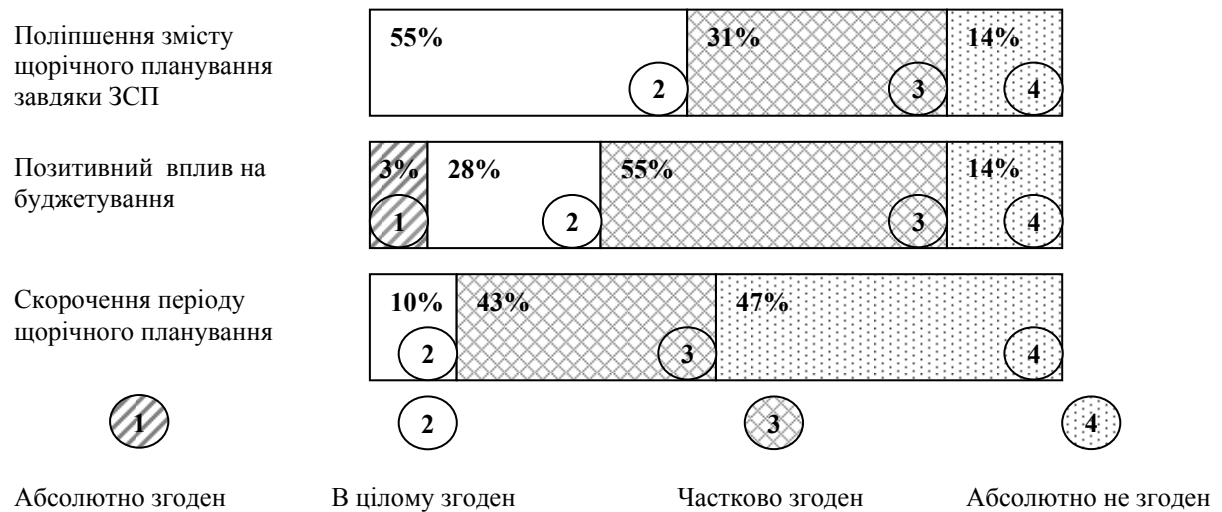 Поліпшення змісту
щорічного планування
завдяки ЗСП
55% 31% 14%
2 3 4
Позитивний вплив на
буджетування
3% 28% 55% 14%
1 2 3 4
Скорочення періоду
щорічного планування
10% 43% 47%
2 3 4
1 2 3 4
Абсолютно згоден В цілому згоден Частково згоден Абсолютно не згоден